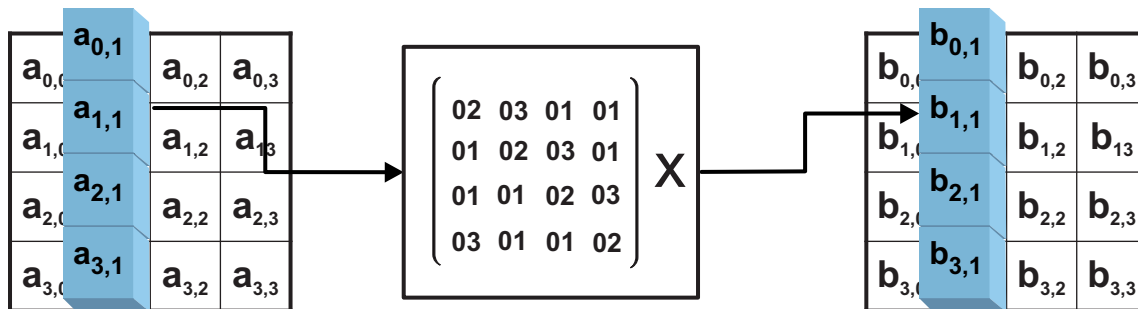 a0,0 a0,1 a0,2 a0,3
a1,0 a1,1 a1,2 a13
a2,0 a2,1 a2,2 a2,3
a3,0 a3,1 a3,2 a3,3
02 03 01 01
01 02 03 01
01 01 02 03
03 01 01 02
X
b0,0 b0,1 b0,2 b0,3
b1,0 b1,1 b1,2 b13
b2,0 b2,1 b2,2 b2,3
b3,0 b3,1 b3,2 b3,3